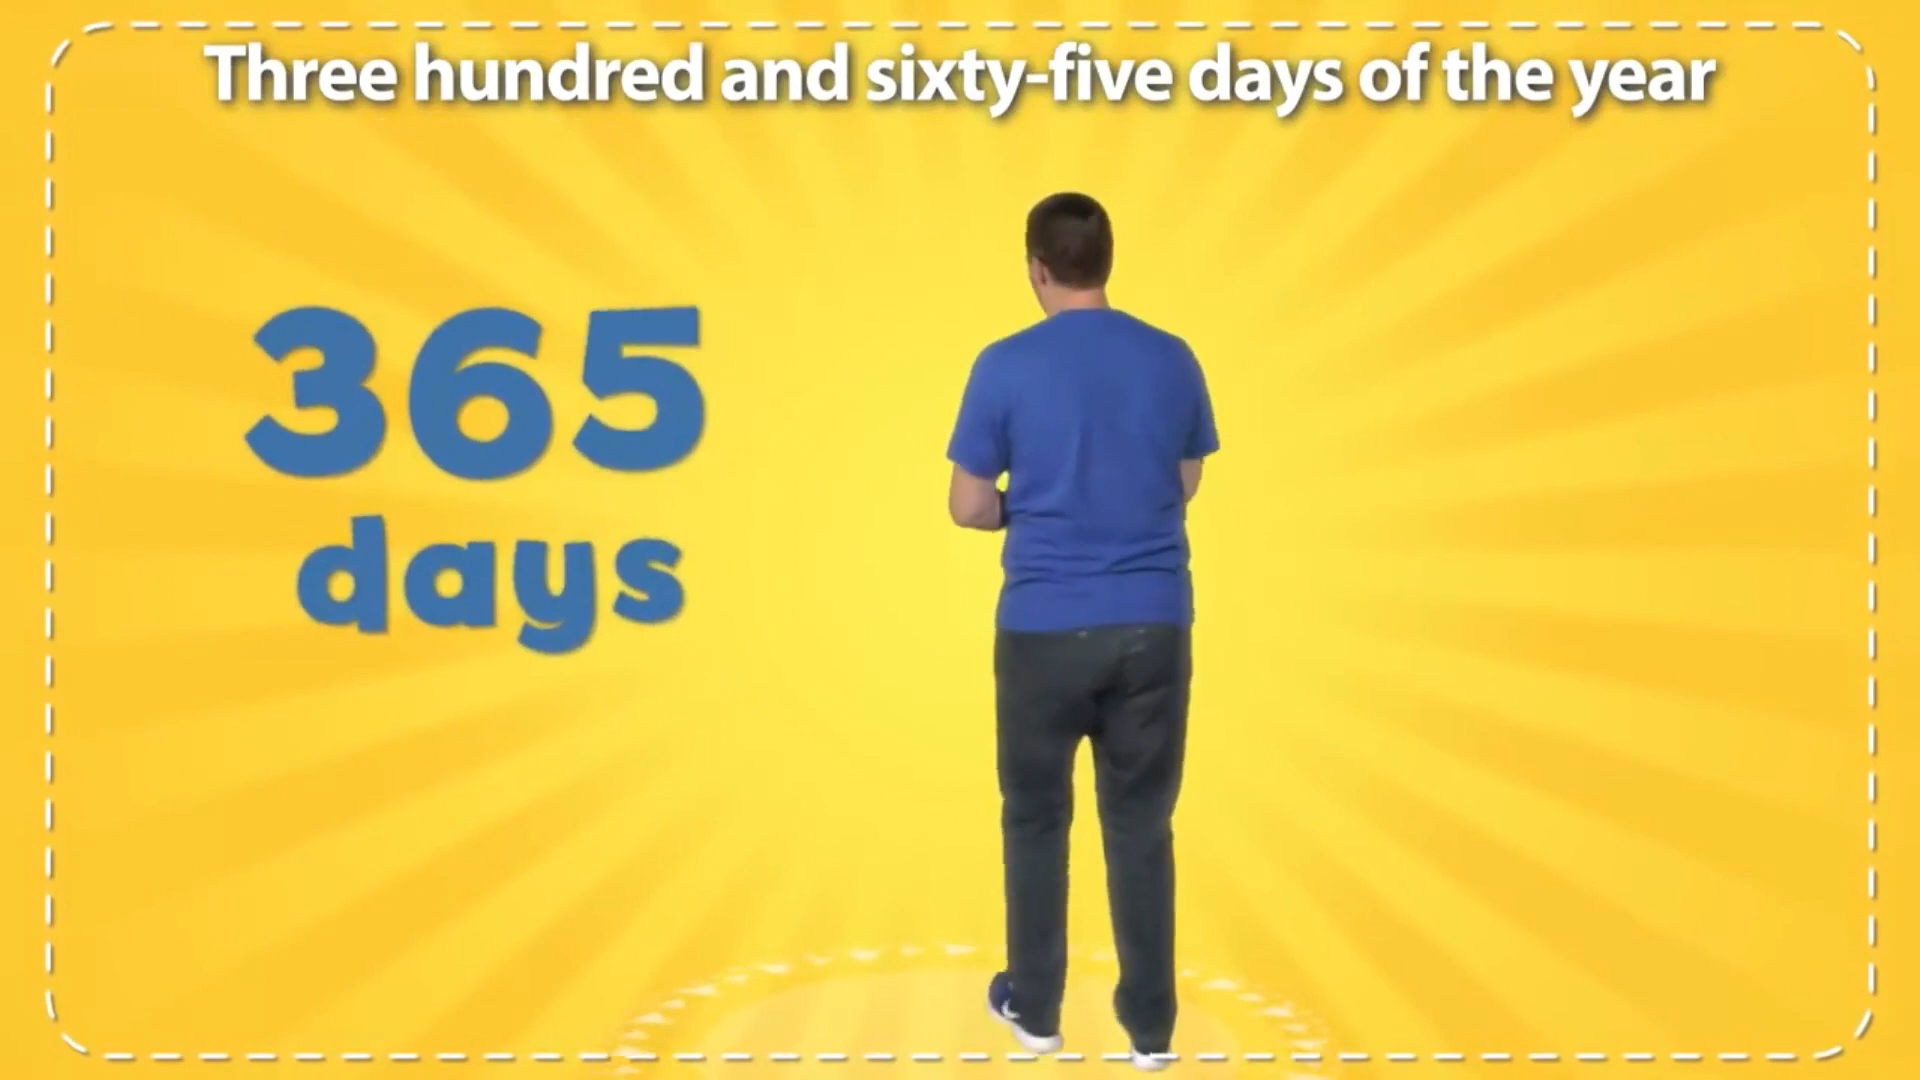 Three hundred and sixty-five days of the year
365
days